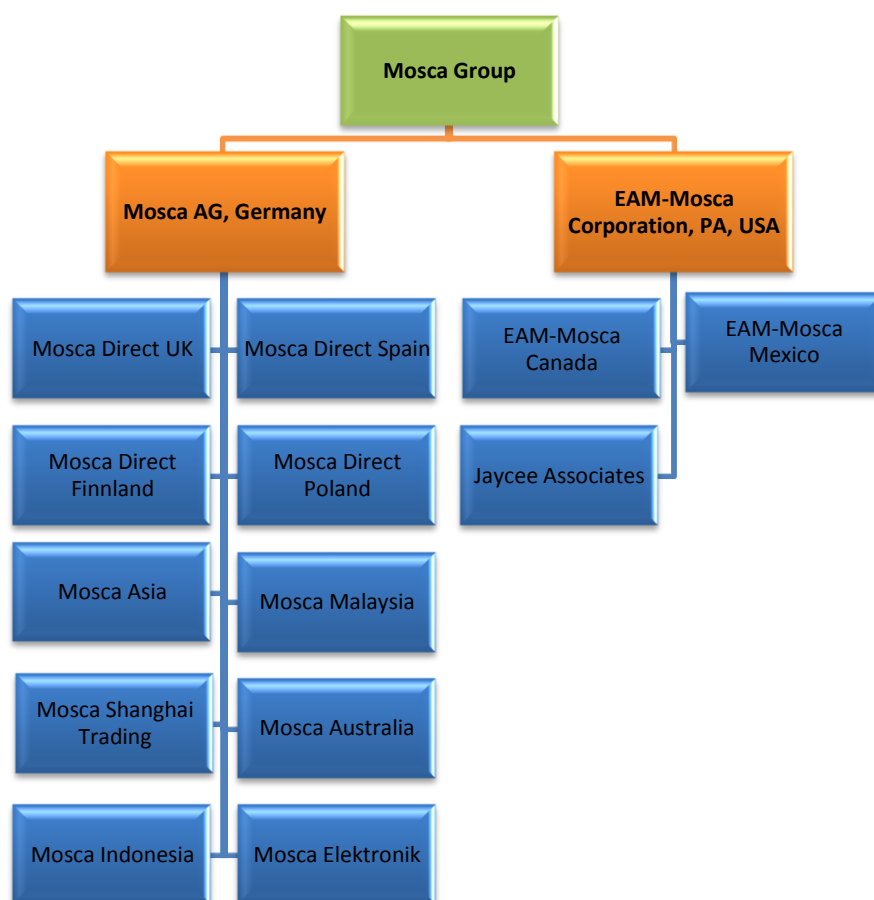 Mosca Group
Mosca AG, Germany
EAM-Mosca
Corporation, PA, USA
Mosca Direct UK
Mosca Direct Spain
EAM-Mosca
Canada
EAM-Mosca
Mexico
Mosca Direct
Finnland
Mosca Direct
Poland
Jaycee Associates
Mosca Asia
Mosca Malaysia
Mosca Shanghai
Trading
Mosca Australia
Mosca Indonesia
Mosca Elektronik